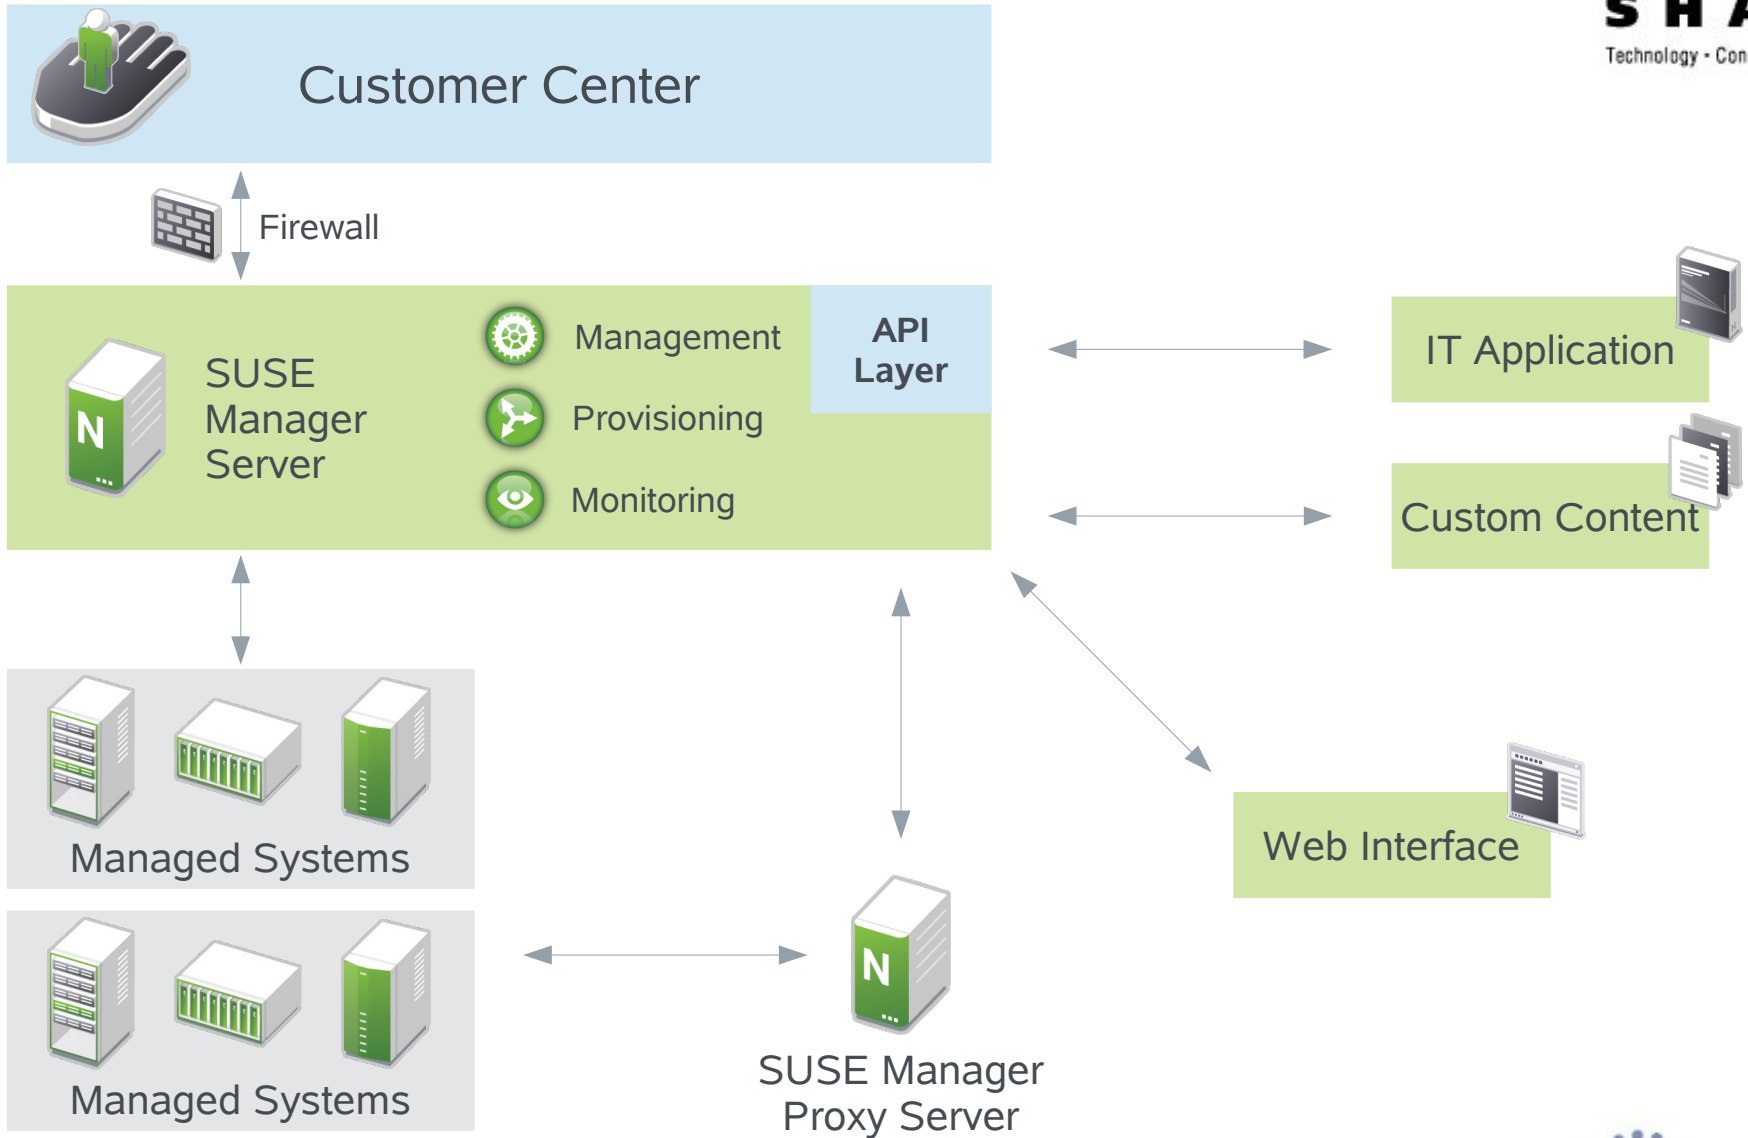 Customer Center
Technology •
Firewall
Management
API
Layer
SUSE
Manager
Server
Provisioning
Monitoring
IT Application
Custom Content
Managed Systems
Web Interface
N
N
Managed Systems
SUSE Manager
Proxy Server